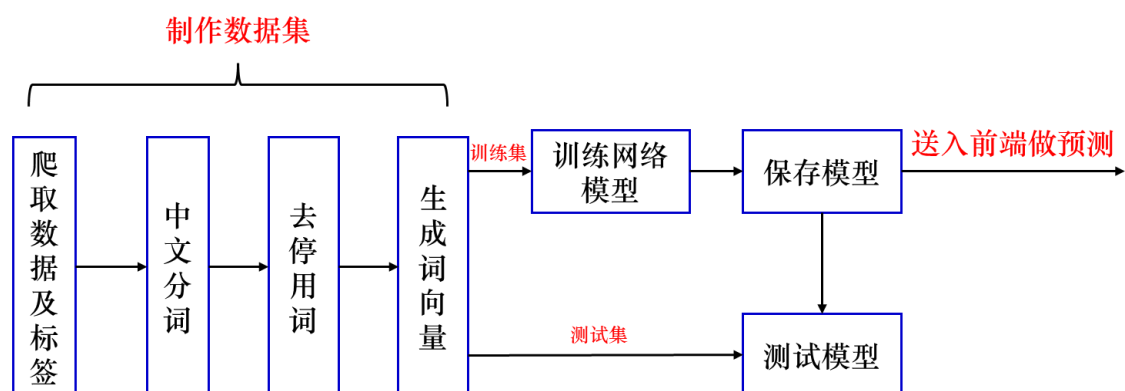 制作数据集
爬取数据及标签
中文分词
去停用词
生成词向量
训练集
训练网络
模型
保存模型
送入前端做预测
测试集
测试模型